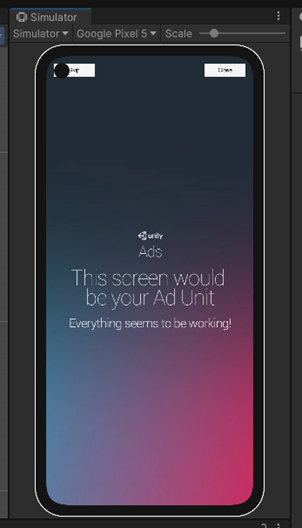 Simulator
Simulator Google Pixel 5 Scale
Close
unity
Ads
This screen would
be your Ad Unit
Everything seems to be working!